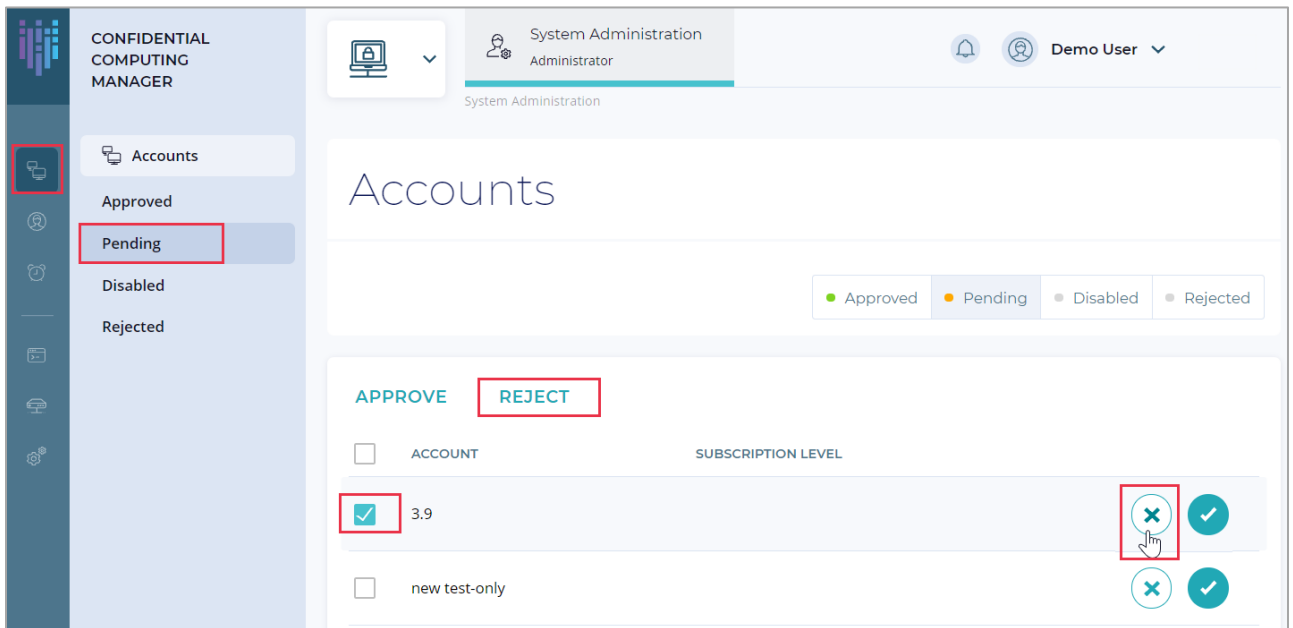 CONFIDENTIAL
COMPUTING
MANAGER
Accounts
Approved
Pending
Disabled
Rejected
System Administration
Administrator
Demo User
System Administration
Accounts
Approved Pending Disabled Rejected
APPROVE REJECT
ACCOUNT SUBSCRIPTION LEVEL
3.9
new test-only